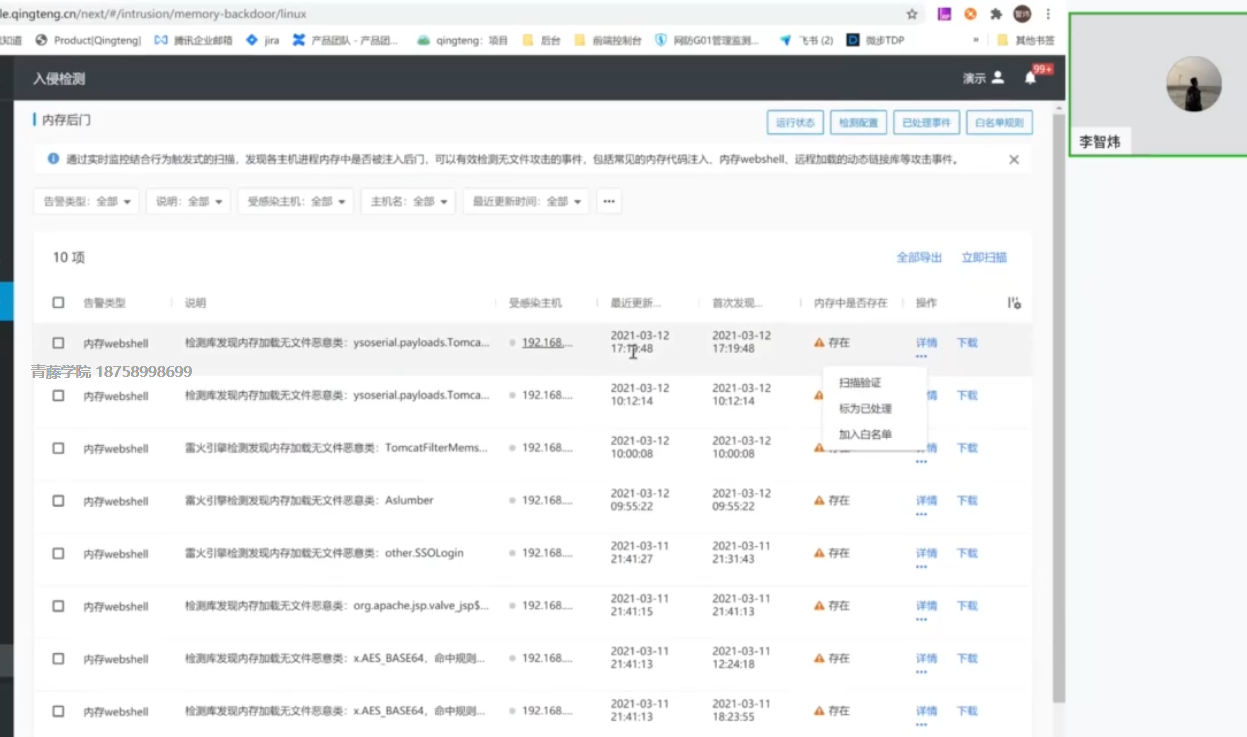 le.qingteng.cn/next/#/intrusion/memory-backdoor/linux
知道 Product|Qingteng| 腾讯企业邮箱 jira 产品团队 - 产品团... qingteng：项目 后台 前端控制台 网防G01管理监测... 飞书 (2) 微步TDP » 其他书签
入侵检测 演示 99+
李智炜
内存后门 运行状态 检测配置 已处理事件 白名单规则
通过实时监控结合行为触发式的扫描，发现各主机进程内存中是否被注入后门，可以有效检测无文件攻击的事件，包括常见的内存代码注入、内存webshell、远程加载的动态链接库等攻击事件。
告警类型：全部 说明：全部 受感染主机：全部 主机名：全部 最近更新时间：全部 •••
10 项 全部导出 立即扫描
告警类型 说明 受感染主机 最近更新... 首次发现... 内存中是否存在 操作
内存webshell 检测库发现内存加载无文件恶意类：ysoserial.payloads.Tomca... 192.168.... 2021-03-12 17:19:48 2021-03-12 17:19:48 存在 详情 下载
青藤学院 18758998699
扫描验证
标为已处理
加入白名单
内存webshell 检测库发现内存加载无文件恶意类：ysoserial.payloads.Tomca... 192.168.... 2021-03-12 10:12:14 2021-03-12 10:12:14 情 下载
内存webshell 雷火引擎检测发现内存加载无文件恶意类：TomcatFilterMems... 192.168.... 2021-03-12 10:00:08 2021-03-12 10:00:08 情 下载
内存webshell 雷火引擎检测发现内存加载无文件恶意类：Aslumber 192.168.... 2021-03-12 09:55:22 2021-03-12 09:55:22 存在 详情 下载
内存webshell 雷火引擎检测发现内存加载无文件恶意类：other.SSOLogin 192.168.... 2021-03-11 21:41:27 2021-03-11 21:31:43 存在 详情 下载
内存webshell 检测库发现内存加载无文件恶意类：org.apache.jsp.valve_jsp$... 192.168.... 2021-03-11 21:41:15 2021-03-11 21:41:13 存在 详情 下载
内存webshell 检测库发现内存加载无文件恶意类：x.AES_BASE64，命中规则... 192.168.... 2021-03-11 21:41:13 2021-03-11 12:24:18 存在 详情 下载
内存webshell 检测库发现内存加载无文件恶意类：x.AES_BASE64，命中规则... 192.168.... 2021-03-11 21:41:13 2021-03-11 18:23:55 存在 详情 下载